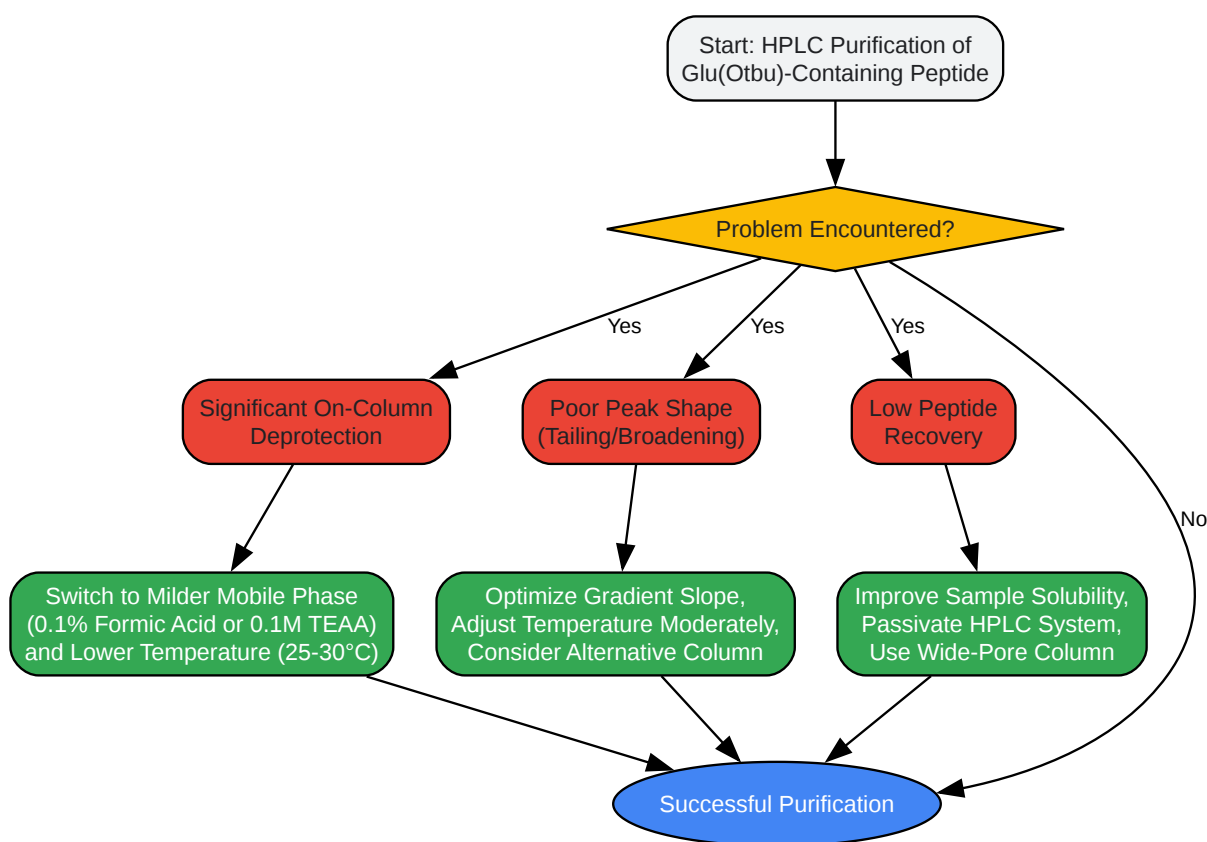 Start: HPLC Purification of
Glu(Otbu)-Containing Peptide
Problem Encountered?
Yes
Yes
Yes
No
Significant On-Column
Deprotection
Poor Peak Shape
(Tailing/Broadening)
Low Peptide
Recovery
Switch to Milder Mobile Phase
(0.1% Formic Acid or 0.1M TEAA)
and Lower Temperature (25-30°C)
Optimize Gradient Slope,
Adjust Temperature Moderately,
Consider Alternative Column
Improve Sample Solubility,
Passivate HPLC System,
Use Wide-Pore Column
Successful Purification